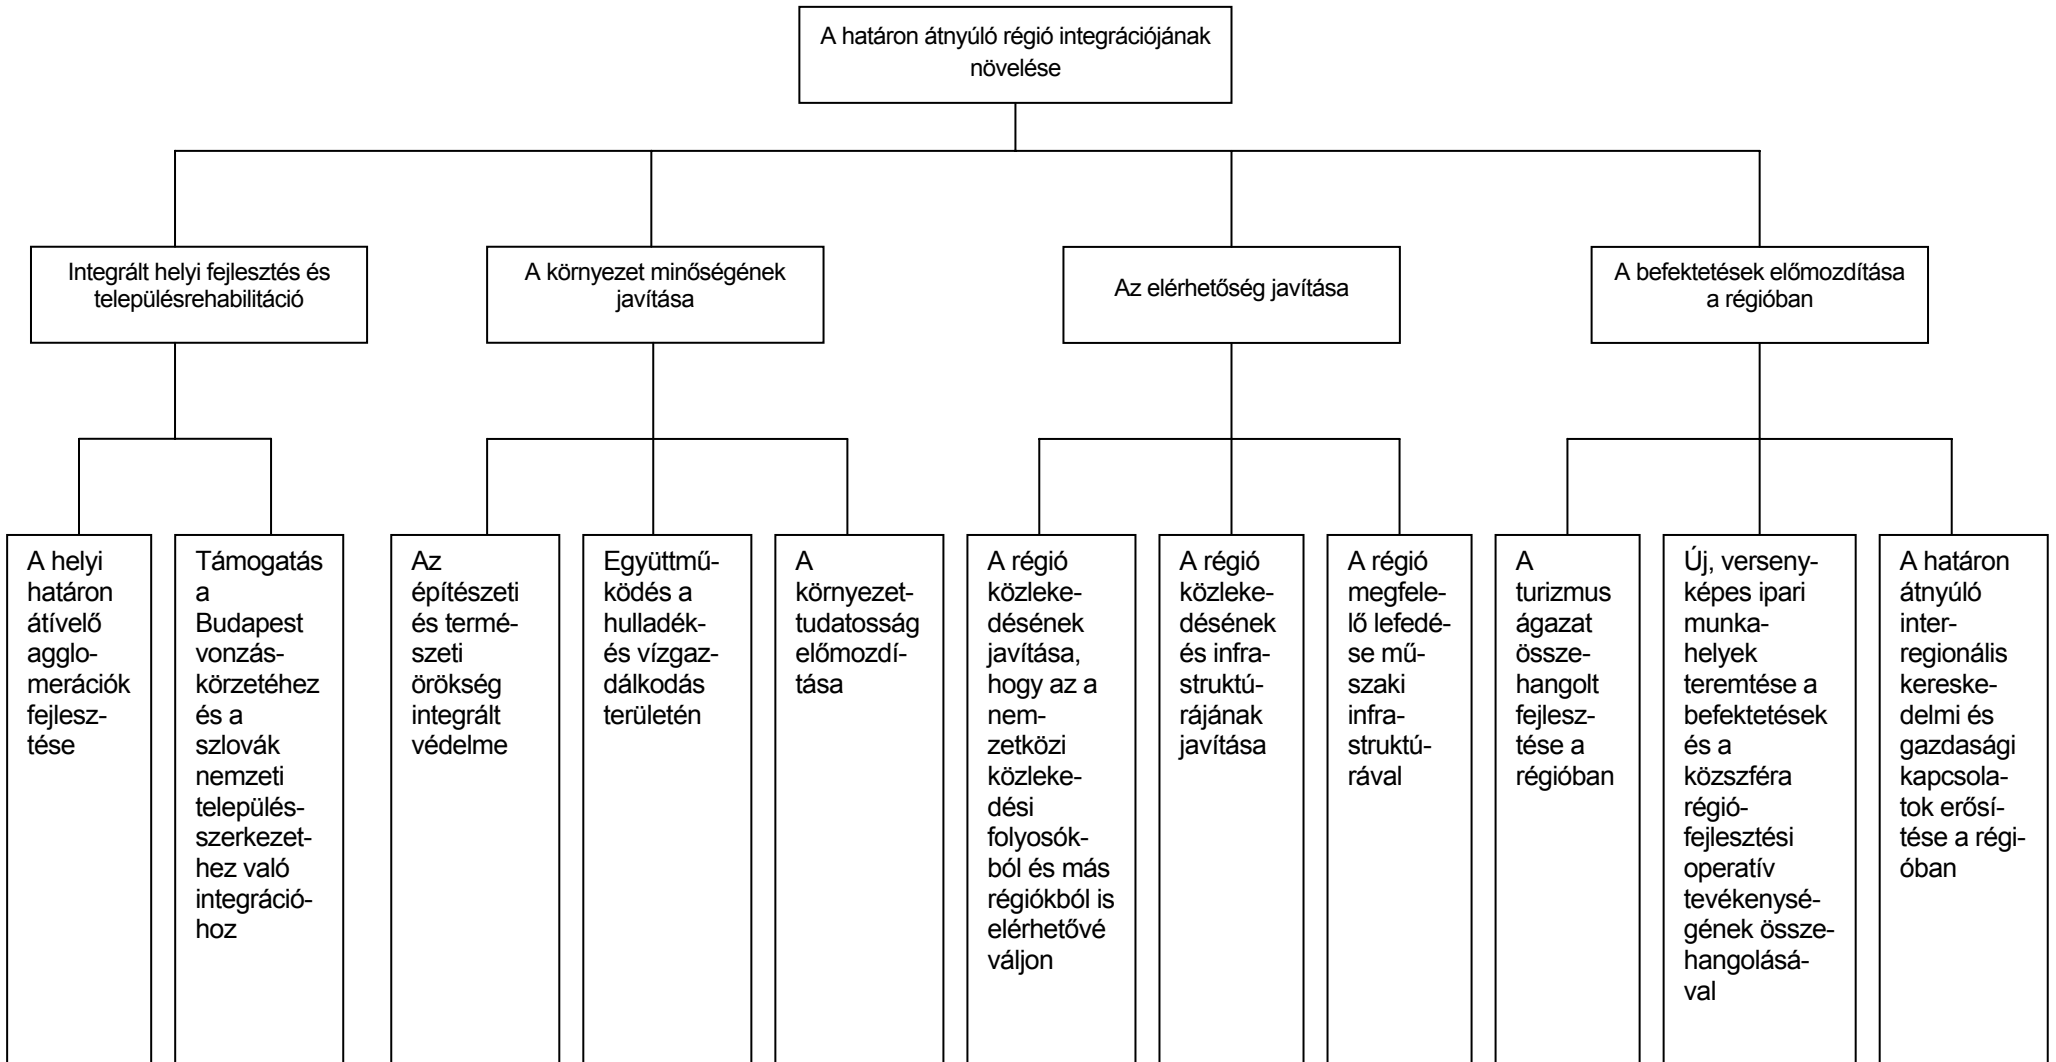 A határon átnyúló régió integrációjának
növelése
Integrált helyi fejlesztés és
településrehabilitáció
A környezet minőségének
javítása
Az elérhetőség javítása
A befektetések előmozdítása
a régióban
A helyi
határon
átívelő
agglo-
merációk
fejlesz-
tése
Támogatás
a
Budapest
vonzás-
körzetéhez
és a
szlovák
nemzeti
település-
szerkezet-
hez való
integráció-
hoz
Az
építészeti
és termé-
szeti
örökség
integrált
védelme
Együttmű-
ködés a
hulladék-
és vízgaz-
dálkodás
területén
A
környezet-
tudatosság
előmozdí-
tása
A régió
közleke-
désének
javítása,
hogy az a
nem-
zetközi
közleke-
dési
folyosók-
ból és más
régiókból is
elérhetővé
váljon
A régió
közleke-
désének
és infra-
struktú-
rájának
javítása
A régió
megfele-
lő lefedé-
se mű-
szaki
infra-
struktú-
rával
A
turizmus
ágazat
össze-
hangolt
fejlesz-
tése a
régióban
Új, verseny-
képes ipari
munka-
helyek
teremtése a
befektetések
és a
közszféra
régió-
fejlesztési
operatív
tevékenysé-
gének össze-
hangolásá-
val
A határon
átnyúló
inter-
regionális
kereske-
delmi és
gazdasági
kapcsola-
tok erősí-
tése a régi-
óban